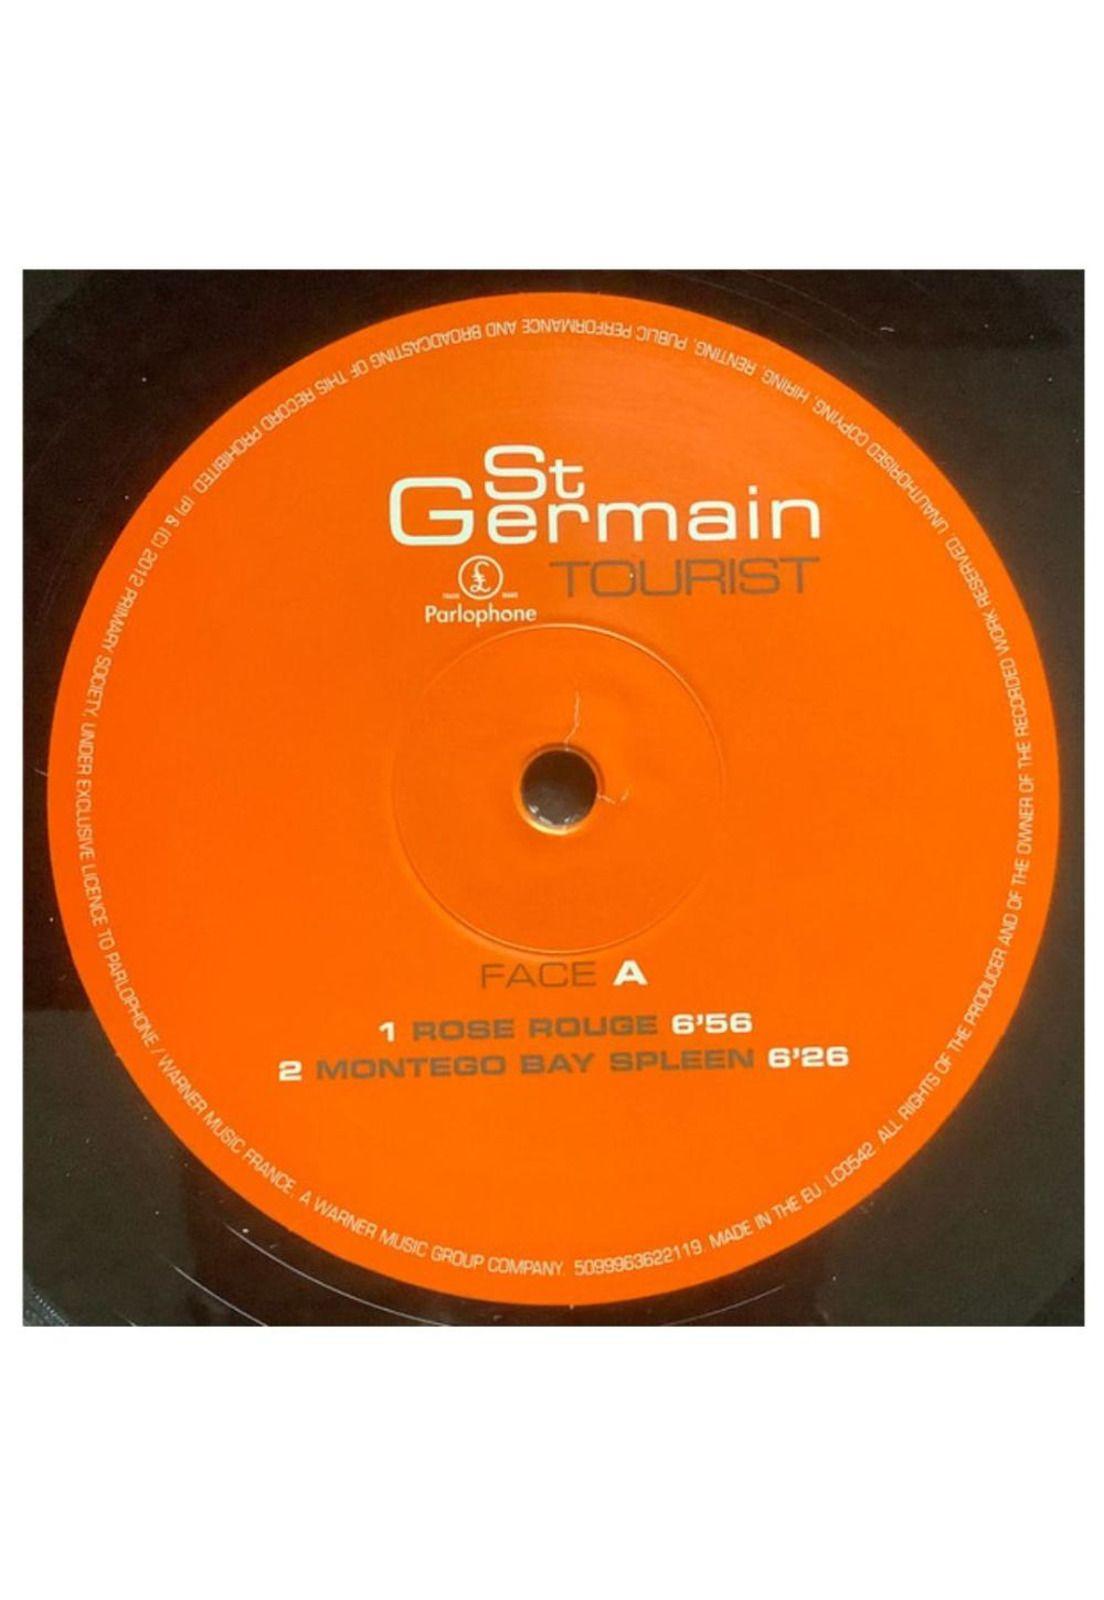 St
Germain
TOURIST
TRADE MARK
Parlophone
FACE A
1 ROSE ROUGE 6'56
2 MONTEGO BAY SPLEEN 6'26
(P) & (C) 2012 PRIMARY SOCIETY, UNDER EXCLUSIVE LICENCE TO PARLOPHONE / WARNER MUSIC FRANCE, A WARNER MUSIC GROUP COMPANY. 5099963622119. MADE IN THE EU. LC0542. ALL RIGHTS OF THE PRODUCER AND OF THE OWNER OF THE RECORDED WORK RESERVED. UNAUTHORISED COPYING, HIRING, RENTING, PUBLIC PERFORMANCE AND BROADCASTING OF THIS RECORD PROHIBITED.